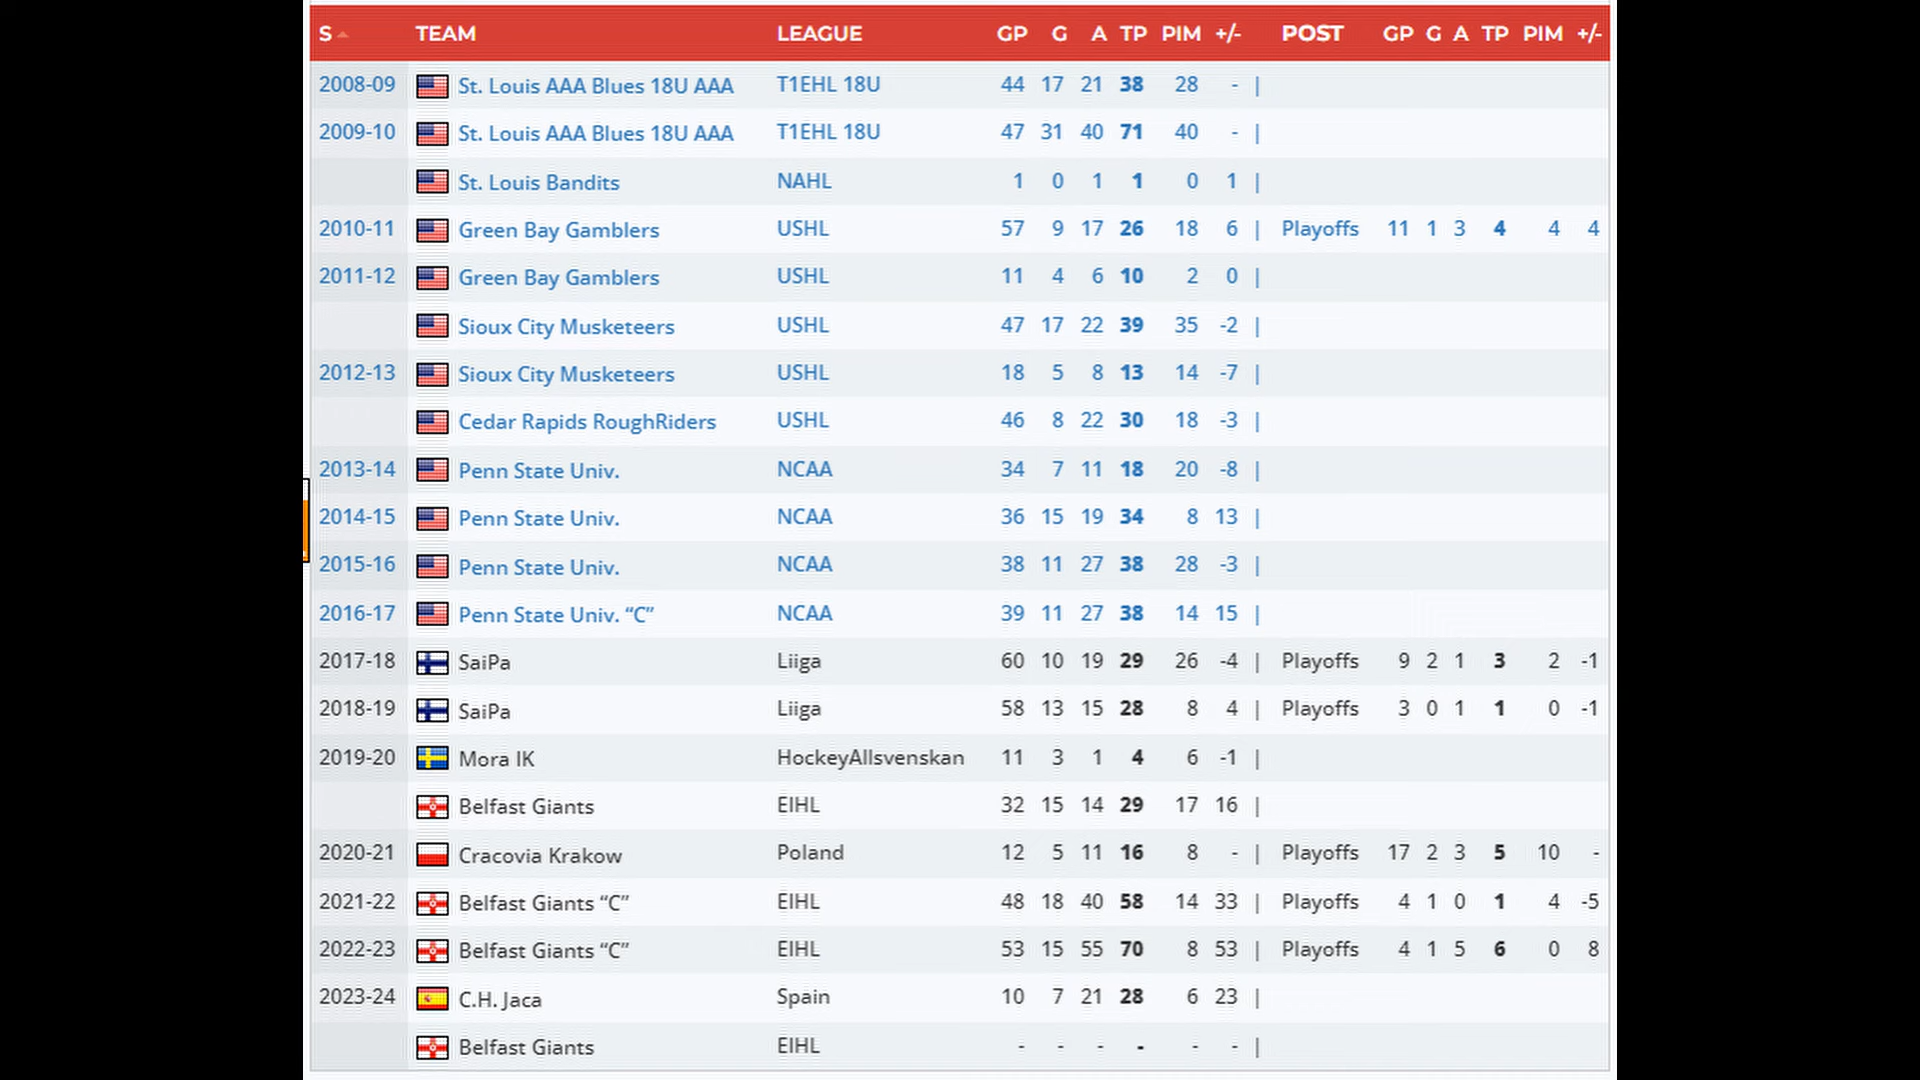 S TEAM LEAGUE GP G A TP PIM +/- POST GP G A TP PIM +/-
2008-09 St. Louis AAA Blues 18U AAA T1EHL 18U 44 17 21 38 28 - |
2009-10 St. Louis AAA Blues 18U AAA T1EHL 18U 47 31 40 71 40 - |
St. Louis Bandits NAHL 1 0 1 1 0 1 |
2010-11 Green Bay Gamblers USHL 57 9 17 26 18 6 | Playoffs 11 1 3 4 4 4
2011-12 Green Bay Gamblers USHL 11 4 6 10 2 0 |
Sioux City Musketeers USHL 47 17 22 39 35 -2 |
2012-13 Sioux City Musketeers USHL 18 5 8 13 14 -7 |
Cedar Rapids RoughRiders USHL 46 8 22 30 18 -3 |
2013-14 Penn State Univ. NCAA 34 7 11 18 20 -8 |
2014-15 Penn State Univ. NCAA 36 15 19 34 8 13 |
2015-16 Penn State Univ. NCAA 38 11 27 38 28 -3 |
2016-17 Penn State Univ. “C” NCAA 39 11 27 38 14 15 |
2017-18 SaiPa Liiga 60 10 19 29 26 -4 | Playoffs 9 2 1 3 2 -1
2018-19 SaiPa Liiga 58 13 15 28 8 4 | Playoffs 3 0 1 1 0 -1
2019-20 Mora IK HockeyAllsvenskan 11 3 1 4 6 -1 |
Belfast Giants EIHL 32 15 14 29 17 16 |
2020-21 Cracovia Krakow Poland 12 5 11 16 8 - | Playoffs 17 2 3 5 10 -
2021-22 Belfast Giants “C” EIHL 48 18 40 58 14 33 | Playoffs 4 1 0 1 4 -5
2022-23 Belfast Giants “C” EIHL 53 15 55 70 8 53 | Playoffs 4 1 5 6 0 8
2023-24 C.H. Jaca Spain 10 7 21 28 6 23 |
Belfast Giants EIHL - - - - - - |